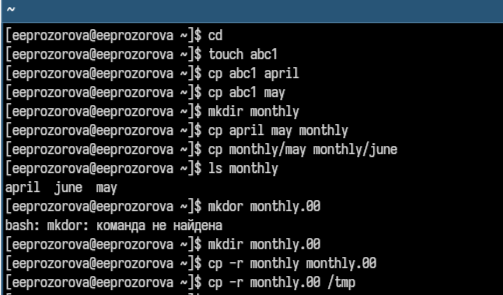 ~
[eeprozorova@eeprozorova ~]$ cd
[eeprozorova@eeprozorova ~]$ touch abc1
[eeprozorova@eeprozorova ~]$ cp abc1 april
[eeprozorova@eeprozorova ~]$ cp abc1 may
[eeprozorova@eeprozorova ~]$ mkdir monthly
[eeprozorova@eeprozorova ~]$ cp april may monthly
[eeprozorova@eeprozorova ~]$ cp monthly/may monthly/june
[eeprozorova@eeprozorova ~]$ ls monthly
april  june  may
[eeprozorova@eeprozorova ~]$ mkdor monthly.00
bash: mkdor: команда не найдена
[eeprozorova@eeprozorova ~]$ mkdir monthly.00
[eeprozorova@eeprozorova ~]$ cp -r monthly monthly.00
[eeprozorova@eeprozorova ~]$ cp -r monthly.00 /tmp